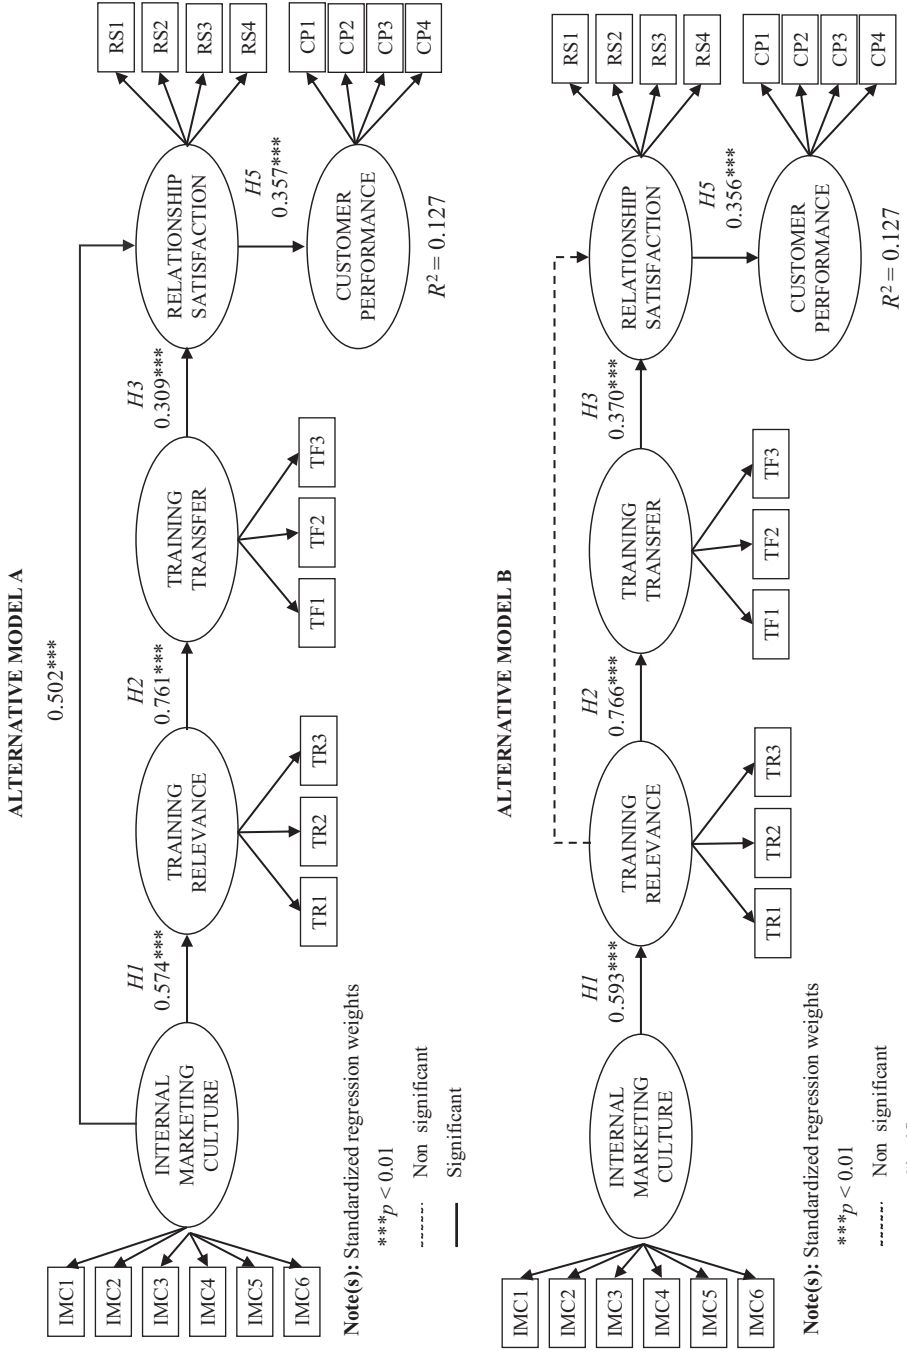 ALTERNATIVE MODEL A
0.502***
IMC1
IMC2
IMC3
IMC4
IMC5
IMC6
INTERNAL
MARKETING
CULTURE
H1
0.574***
TRAINING
RELEVANCE
TR1
TR2
TR3
H2
0.761***
TRAINING
TRANSFER
TF1
TF2
TF3
H3
0.309***
RELATIONSHIP
SATISFACTION
RS1
RS2
RS3
RS4
H5
0.357***
CUSTOMER
PERFORMANCE
CP1
CP2
CP3
CP4
R² = 0.127
Note(s): Standardized regression weights
***p < 0.01
Non significant
Significant
ALTERNATIVE MODEL B
IMC1
IMC2
IMC3
IMC4
IMC5
IMC6
INTERNAL
MARKETING
CULTURE
H1
0.593***
TRAINING
RELEVANCE
TR1
TR2
TR3
H2
0.766***
TRAINING
TRANSFER
TF1
TF2
TF3
H3
0.370***
RELATIONSHIP
SATISFACTION
RS1
RS2
RS3
RS4
H5
0.356***
CUSTOMER
PERFORMANCE
CP1
CP2
CP3
CP4
R² = 0.127
Note(s): Standardized regression weights
***p < 0.01
Non significant